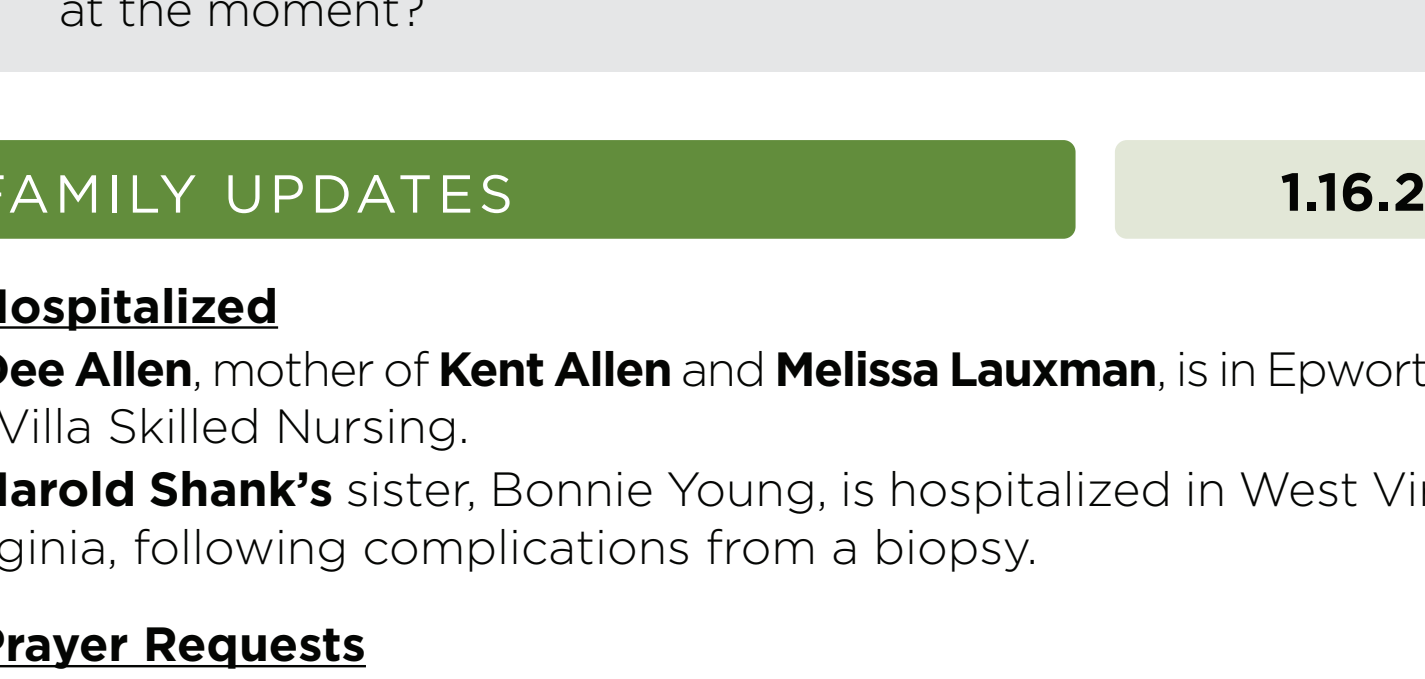 at the moment?
FAMILY UPDATES
1.16.2
Hospitalized
Dee Allen, mother of Kent Allen and Melissa Lauxman, is in Epwort
Villa Skilled Nursing.
Harold Shank’s sister, Bonnie Young, is hospitalized in West Vir
ginia, following complications from a biopsy.
Prayer Requests